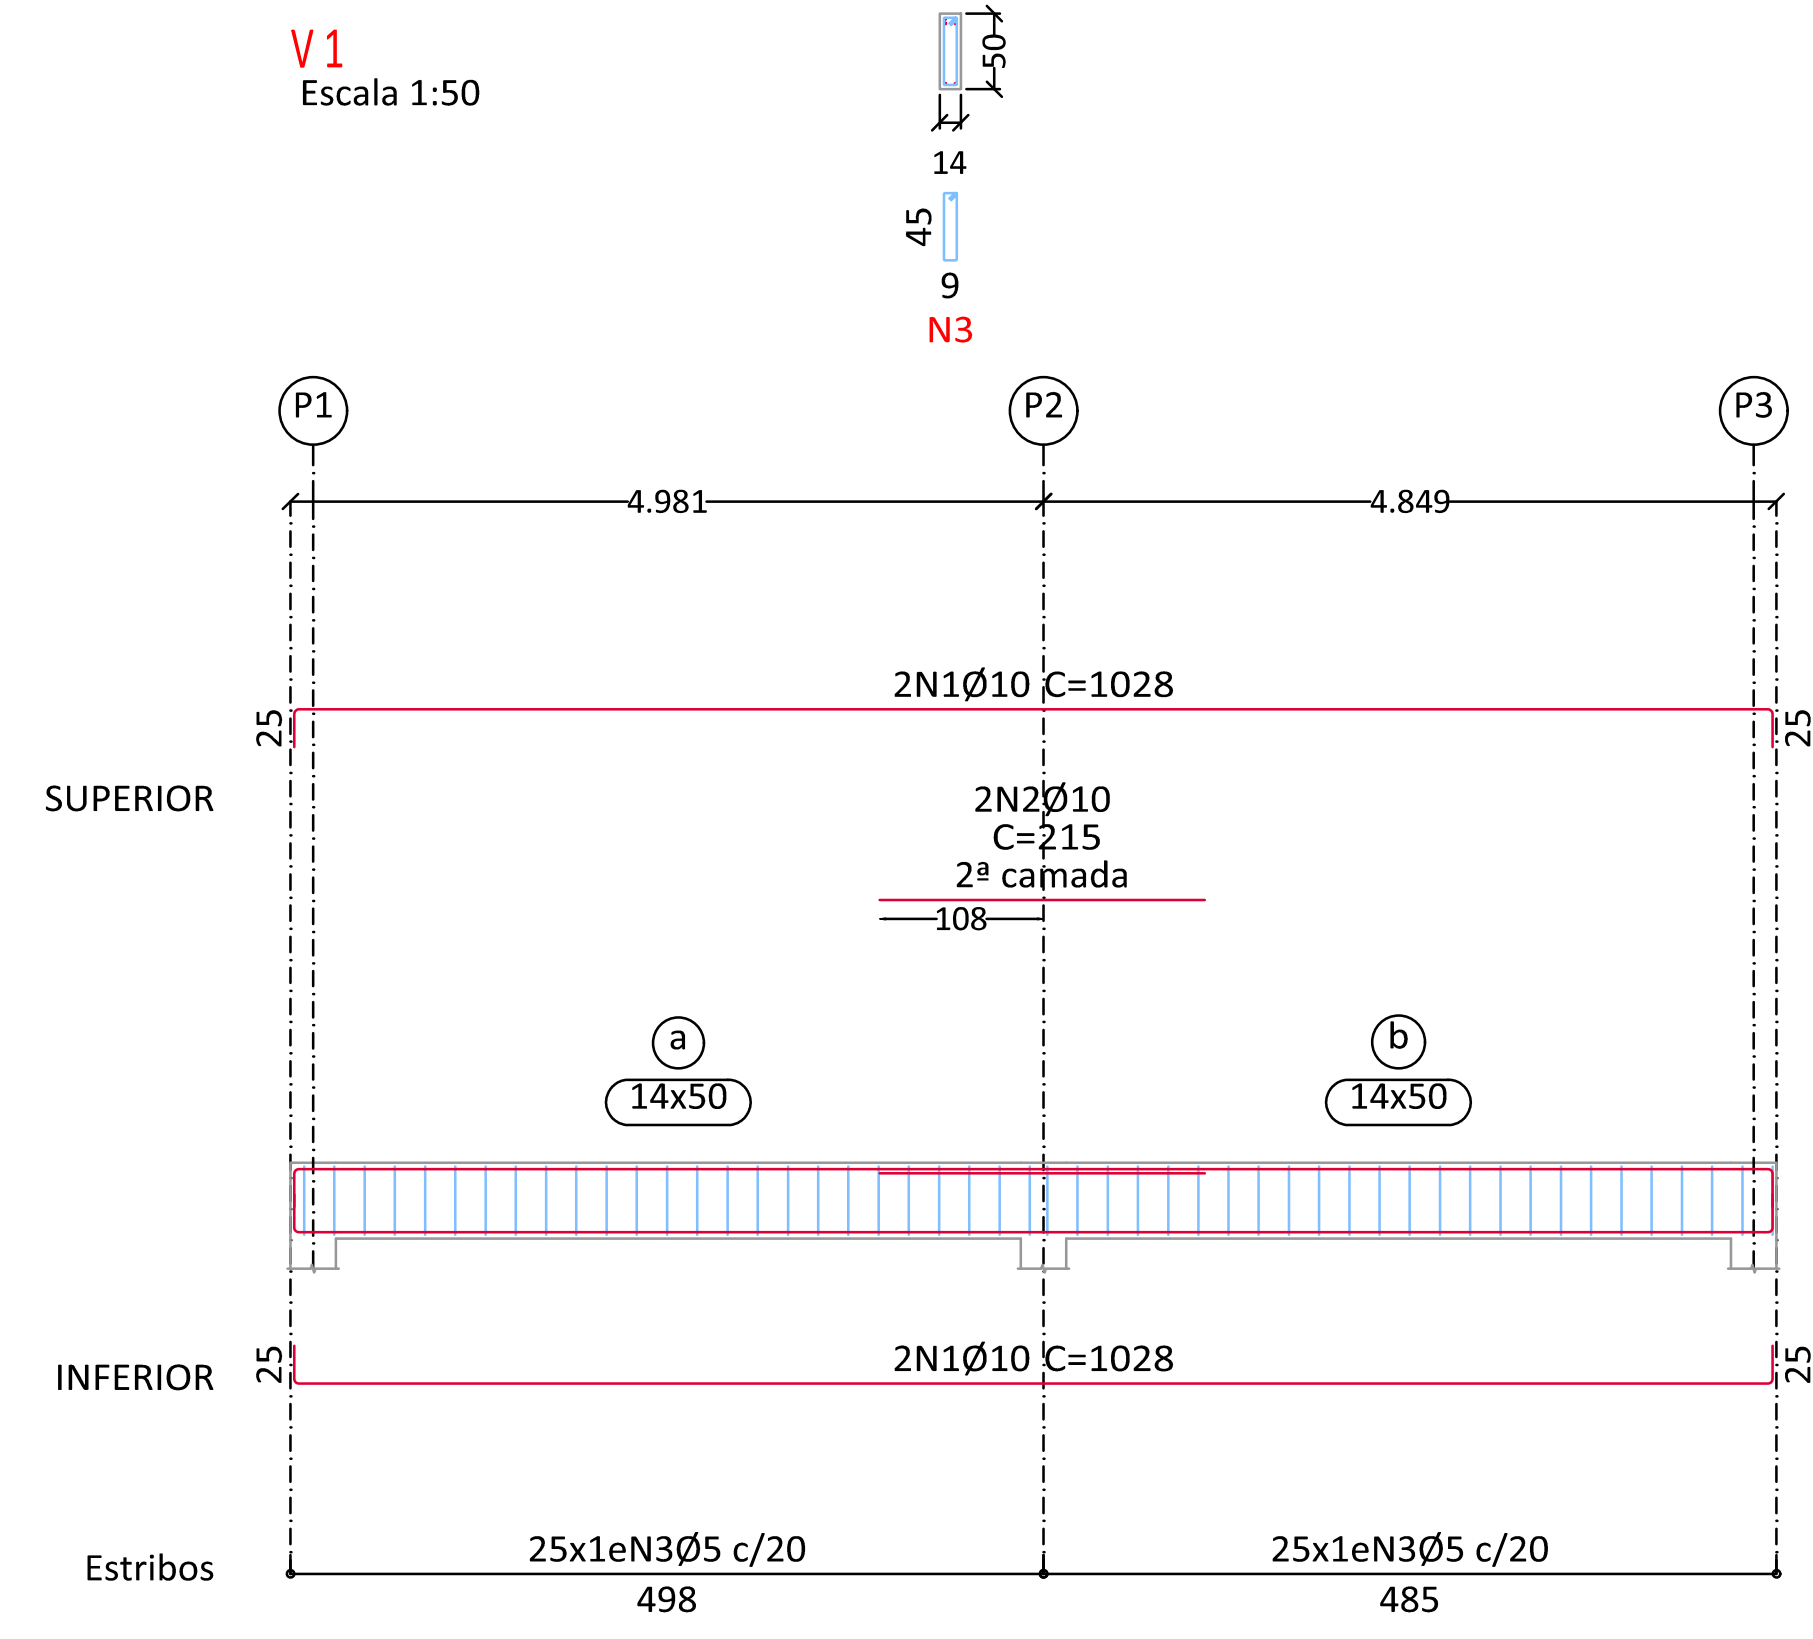 V 1
Escala 1:50
50
14
45
9
N3
P1
P2
P3
4.981
4.849
2N1Ø10 C=1028
25
25
SUPERIOR
2N2Ø10
C=215
2ª camada
108
a
b
14x50
14x50
2N1Ø10 C=1028
25
25
INFERIOR
25x1eN3Ø5 c/20
25x1eN3Ø5 c/20
Estribos
498
485